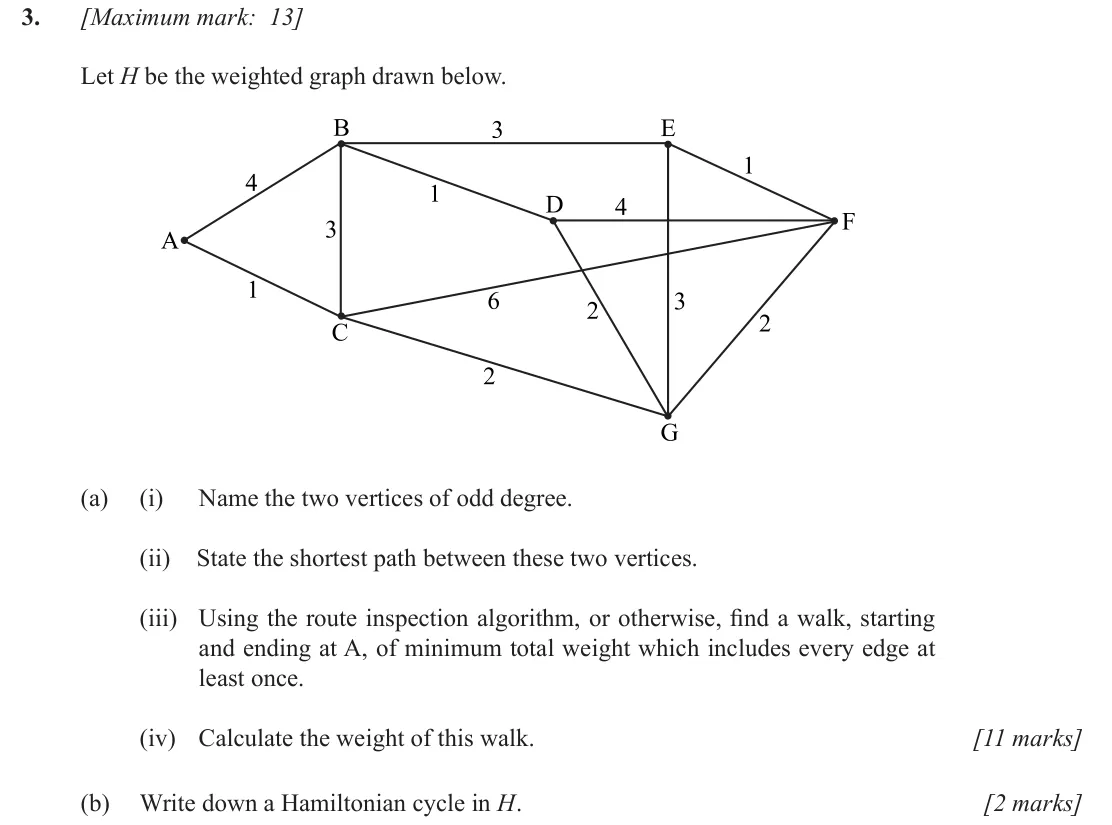 3. [Maximum mark: 13]
Let H be the weighted graph drawn below.
B 3 E
4 1 1
D 4
A 3 F
1 6 2 3 2
C
2
G
(a) (i) Name the two vertices of odd degree.
(ii) State the shortest path between these two vertices.
(iii) Using the route inspection algorithm, or otherwise, find a walk, starting
and ending at A, of minimum total weight which includes every edge at
least once.
(iv) Calculate the weight of this walk. [11 marks]
(b) Write down a Hamiltonian cycle in H. [2 marks]